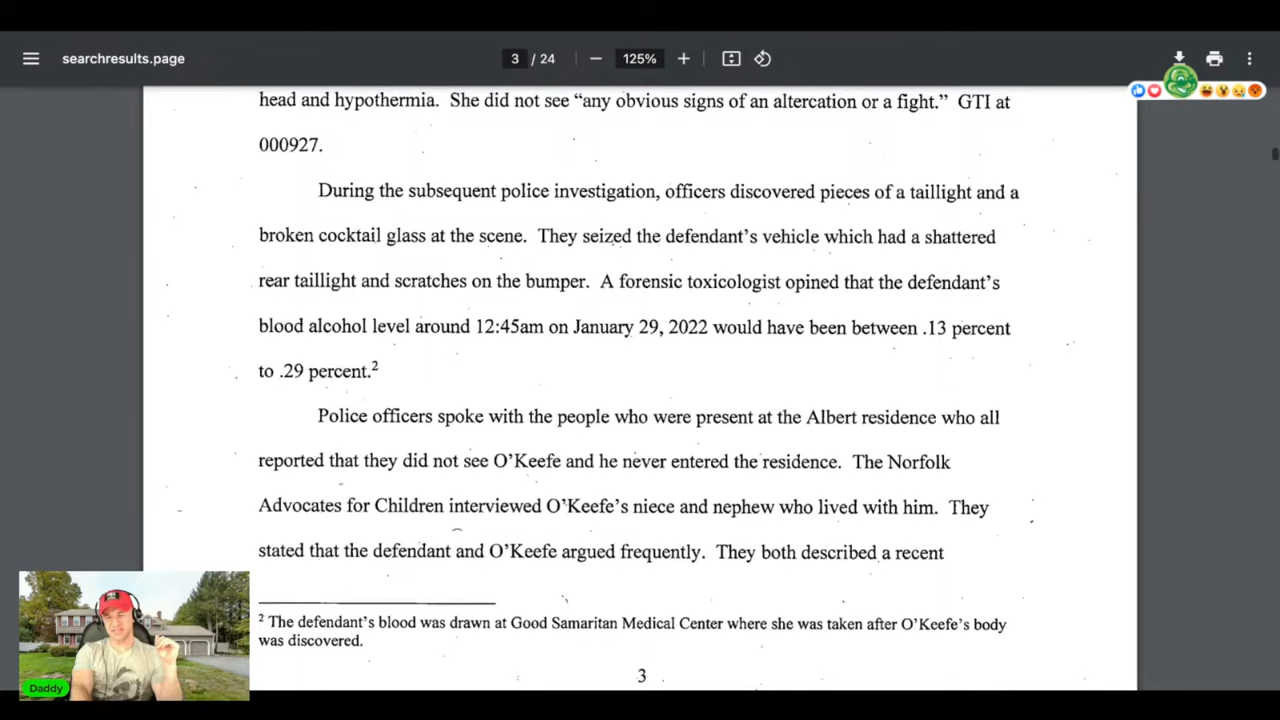 searchresults.page
3 / 24
125%
head and hypothermia. She did not see “any obvious signs of an altercation or a fight.” GTI at
000927.
During the subsequent police investigation, officers discovered pieces of a taillight and a
broken cocktail glass at the scene. They seized the defendant’s vehicle which had a shattered
rear taillight and scratches on the bumper. A forensic toxicologist opined that the defendant’s
blood alcohol level around 12:45am on January 29, 2022 would have been between .13 percent
to .29 percent.2
Police officers spoke with the people who were present at the Albert residence who all
reported that they did not see O’Keefe and he never entered the residence. The Norfolk
Advocates for Children interviewed O’Keefe’s niece and nephew who lived with him. They
stated that the defendant and O’Keefe argued frequently. They both described a recent
2 The defendant’s blood was drawn at Good Samaritan Medical Center where she was taken after O’Keefe’s body
was discovered.
3
Daddy